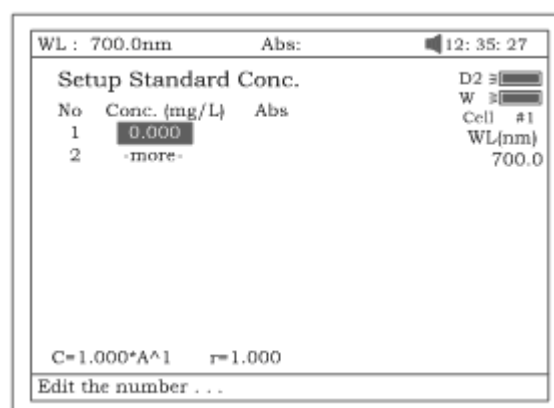 WL : 700.0nm Abs: 12: 35: 27
Setup Standard Conc.
D2
No Conc. (mg/L) Abs
W
1 0.000
Cell #1
2 -more-
WL(nm)
700.0
C=1.000*A^1 r=1.000
Edit the number . . .